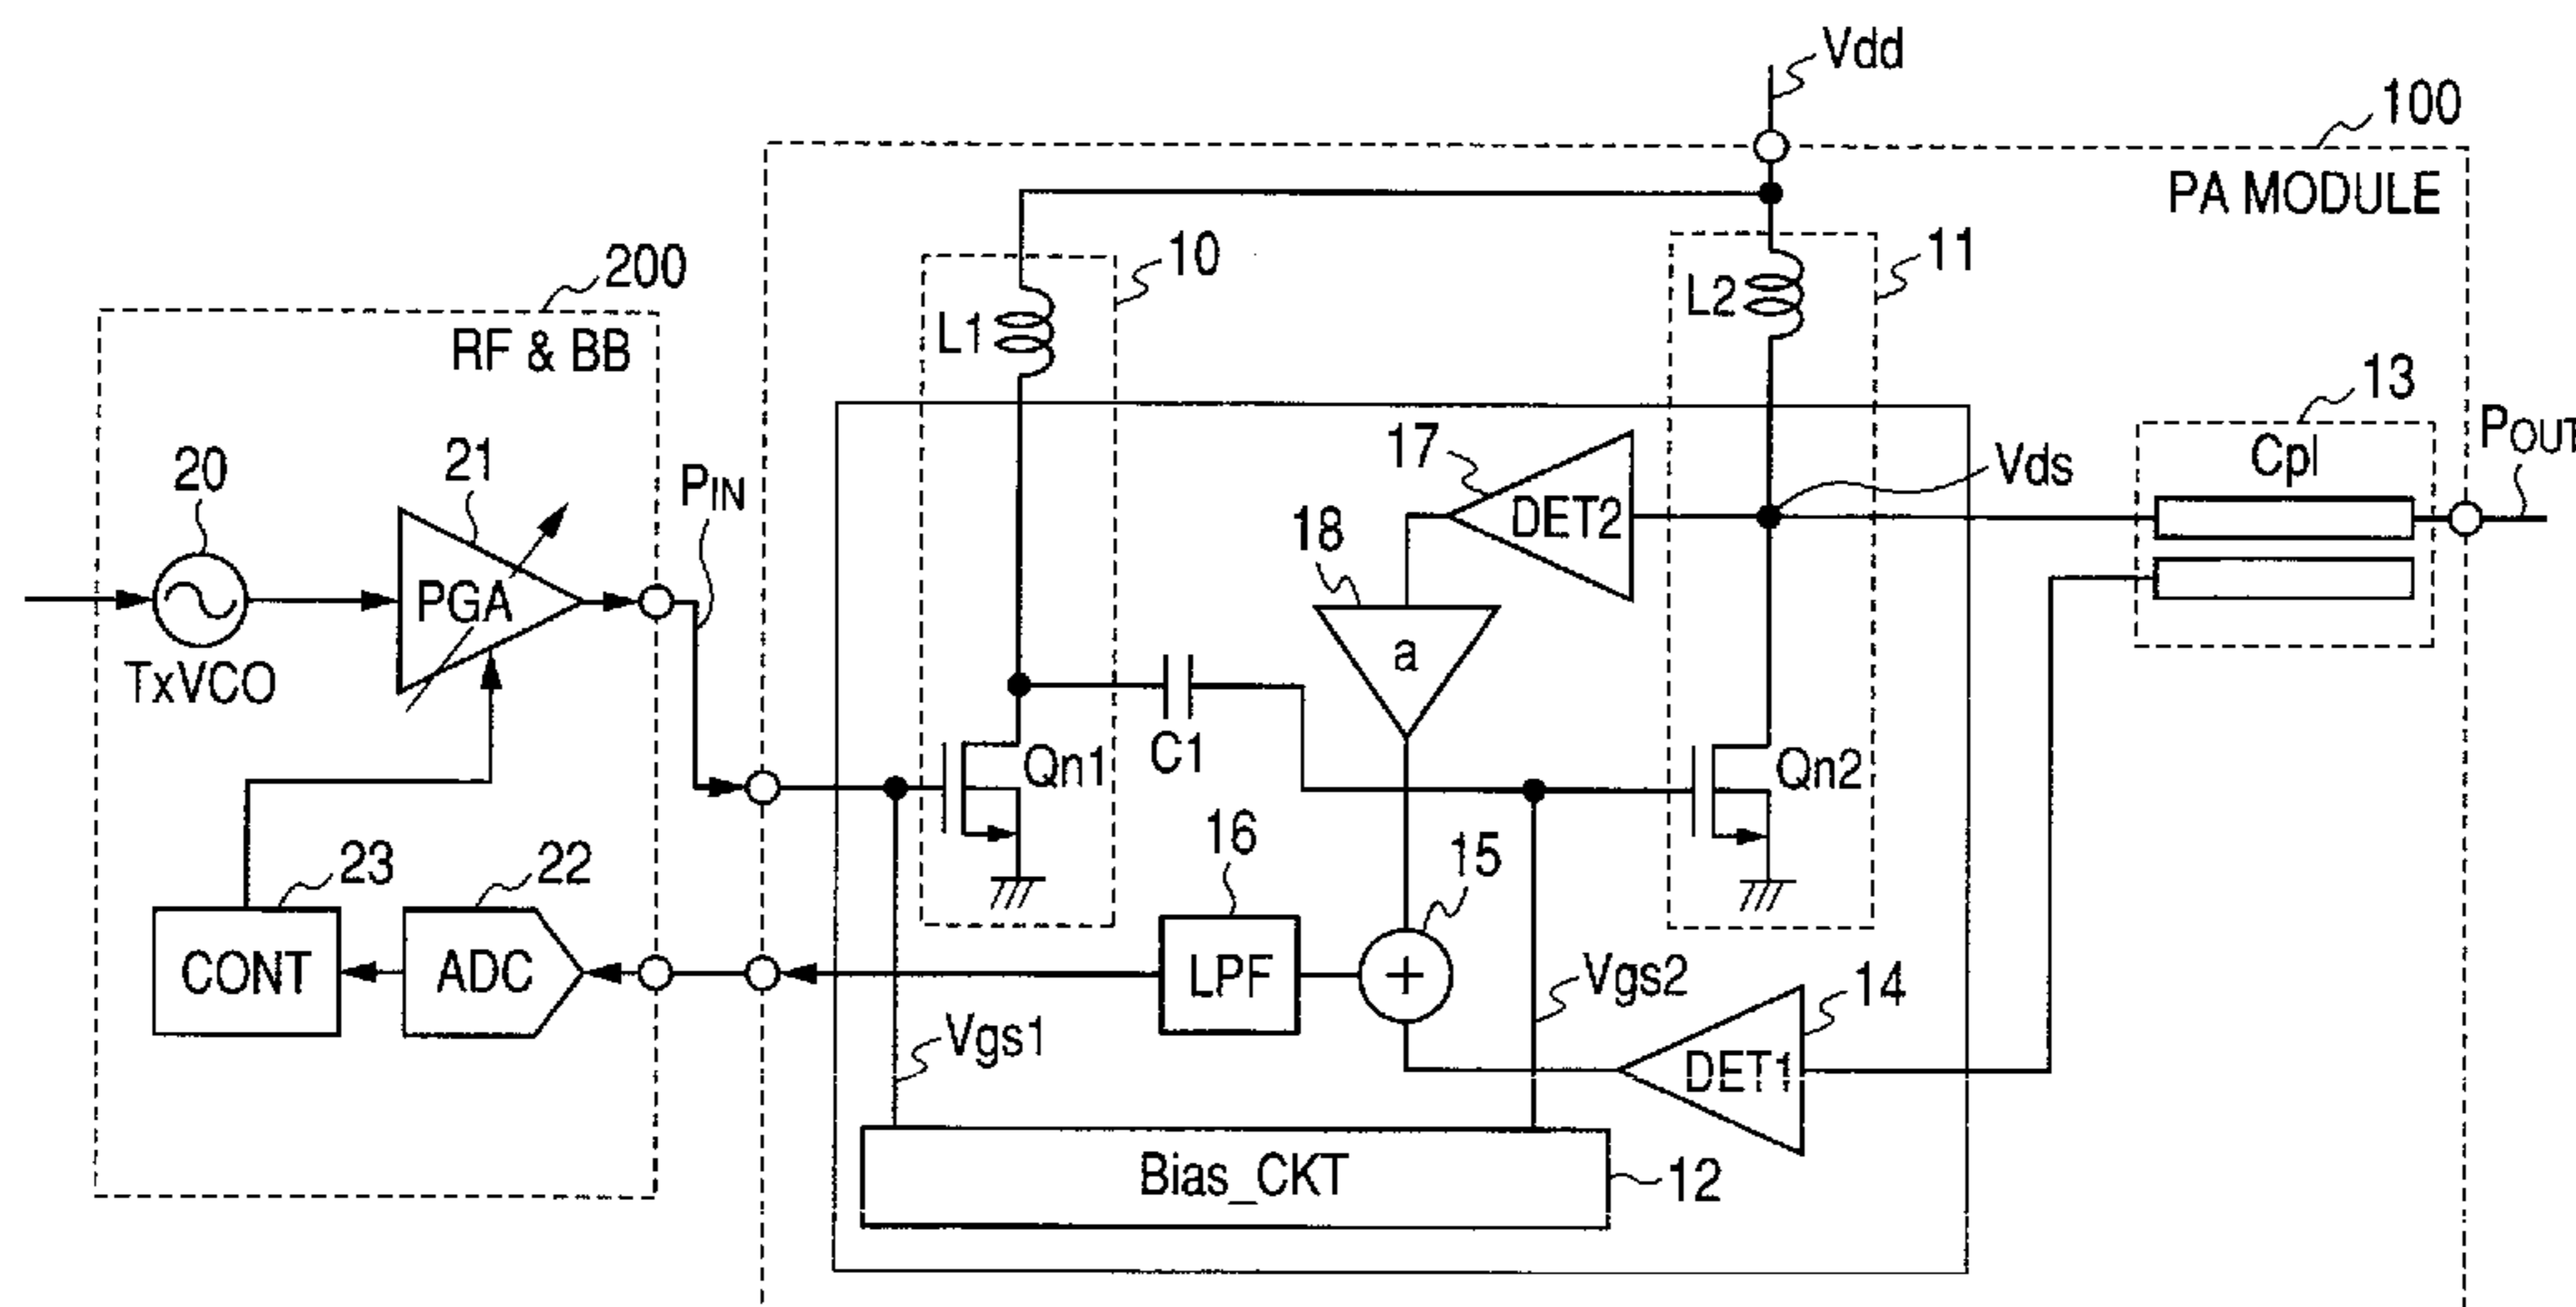 Vdd
100
PA MODULE
200
RF & BB
10
11
L1
L2
13
Cpl
POUT
20
21
PIN
17
DET2
Vds
18
PGA
a
TxVCO
C1
Qn1
Qn2
16
15
23
22
CONT
ADC
LPF
+
Vgs2
14
Vgs1
DET1
Bias_CKT
12